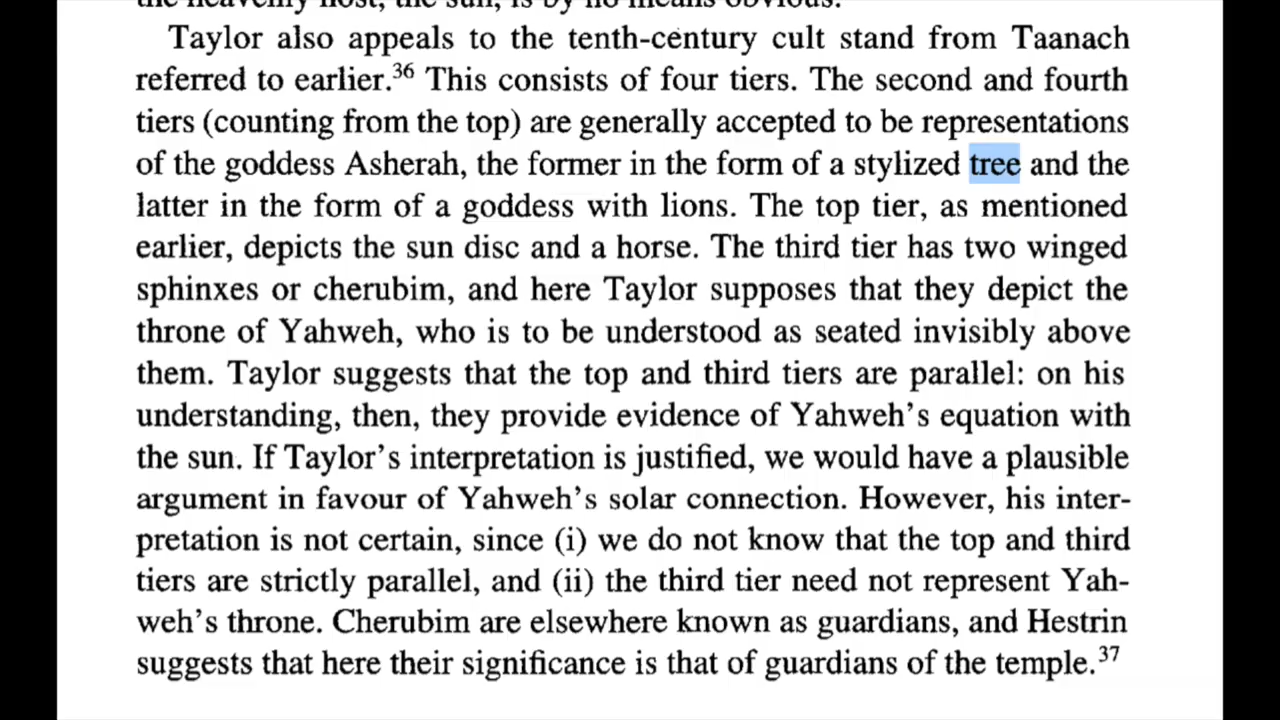 the heavenly host, the sun, is by no means obvious.
Taylor also appeals to the tenth-century cult stand from Taanach
referred to earlier.36 This consists of four tiers. The second and fourth
tiers (counting from the top) are generally accepted to be representations
of the goddess Asherah, the former in the form of a stylized tree and the
latter in the form of a goddess with lions. The top tier, as mentioned
earlier, depicts the sun disc and a horse. The third tier has two winged
sphinxes or cherubim, and here Taylor supposes that they depict the
throne of Yahweh, who is to be understood as seated invisibly above
them. Taylor suggests that the top and third tiers are parallel: on his
understanding, then, they provide evidence of Yahweh's equation with
the sun. If Taylor's interpretation is justified, we would have a plausible
argument in favour of Yahweh's solar connection. However, his inter-
pretation is not certain, since (i) we do not know that the top and third
tiers are strictly parallel, and (ii) the third tier need not represent Yah-
weh's throne. Cherubim are elsewhere known as guardians, and Hestrin
suggests that here their significance is that of guardians of the temple.37